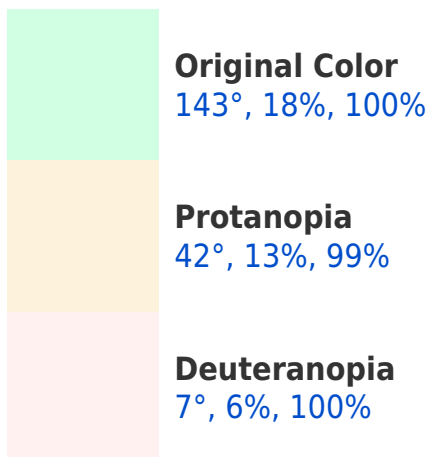 Original Color
143°, 18%, 100%
Protanopia
42°, 13%, 99%
Deuteranopia
7°, 6%, 100%